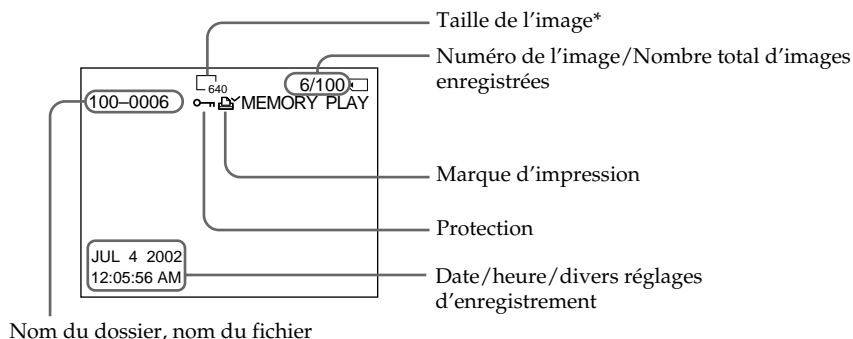 Taille de l'image*
Numéro de l'image/Nombre total d'images
enregistrées
640
6/100
100–0006
MEMORY PLAY
Marque d'impression
Protection
JUL 4 2002
12:05:56 AM
Date/heure/divers réglages
d'enregistrement
Nom du dossier, nom du fichier